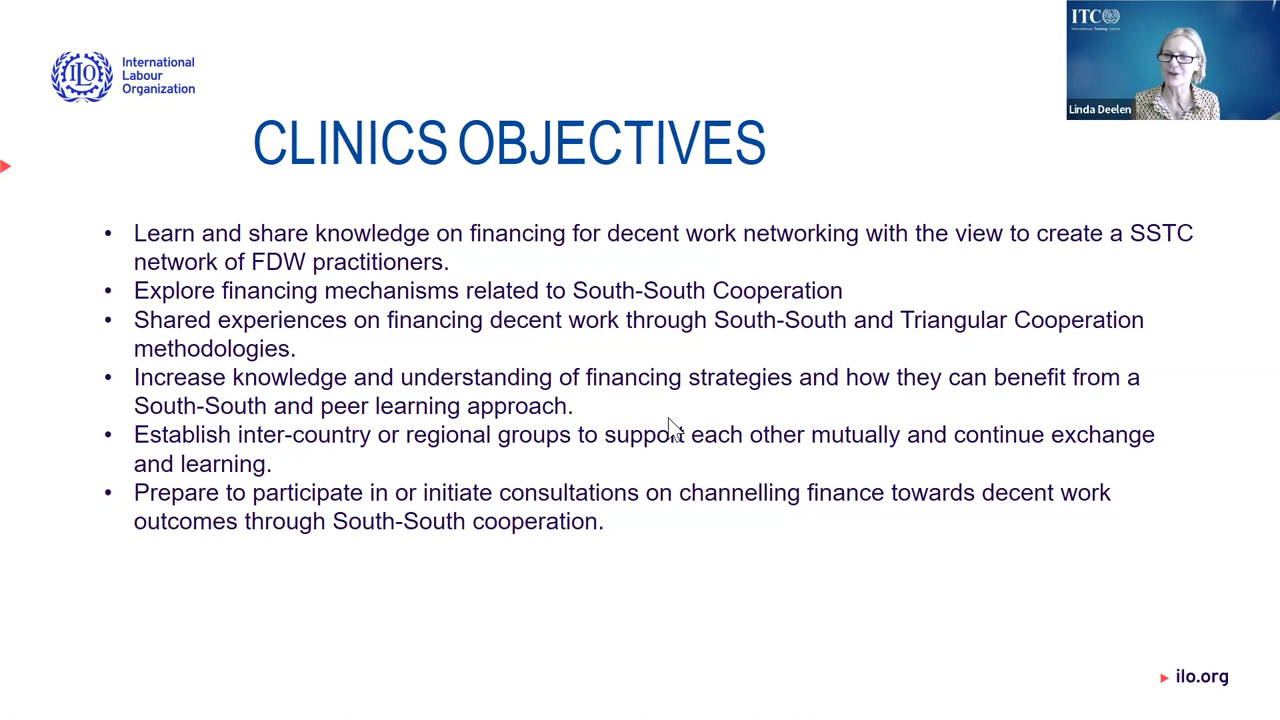 ITC
International Training Centre
Linda Deelen
ILO
International
Labour
Organization
CLINICS OBJECTIVES
• Learn and share knowledge on financing for decent work networking with the view to create a SSTC
network of FDW practitioners.
• Explore financing mechanisms related to South-South Cooperation
• Shared experiences on financing decent work through South-South and Triangular Cooperation
methodologies.
• Increase knowledge and understanding of financing strategies and how they can benefit from a
South-South and peer learning approach.
• Establish inter-country or regional groups to support each other mutually and continue exchange
and learning.
• Prepare to participate in or initiate consultations on channelling finance towards decent work
outcomes through South-South cooperation.
ilo.org